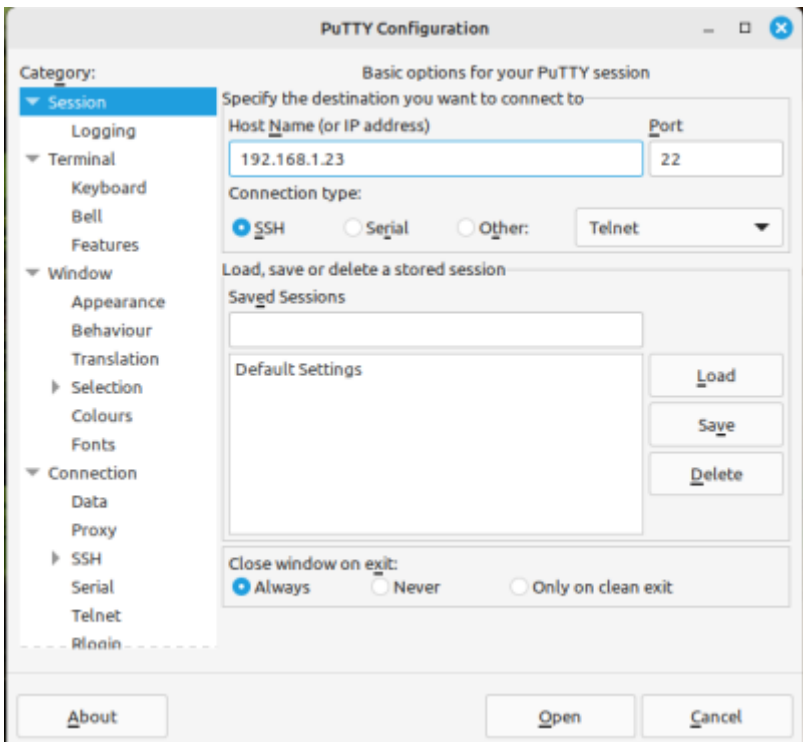 PuTTY Configuration
Category:
Session
Logging
Terminal
Keyboard
Bell
Features
Window
Appearance
Behaviour
Translation
Selection
Colours
Fonts
Connection
Data
Proxy
SSH
Serial
Telnet
Rlogin
Basic options for your PuTTY session
Specify the destination you want to connect to
Host Name (or IP address) Port
192.168.1.23 22
Connection type:
SSH Serial Other: Telnet
Load, save or delete a stored session
Saved Sessions
Default Settings
Load
Save
Delete
Close window on exit:
Always Never Only on clean exit
About Open Cancel